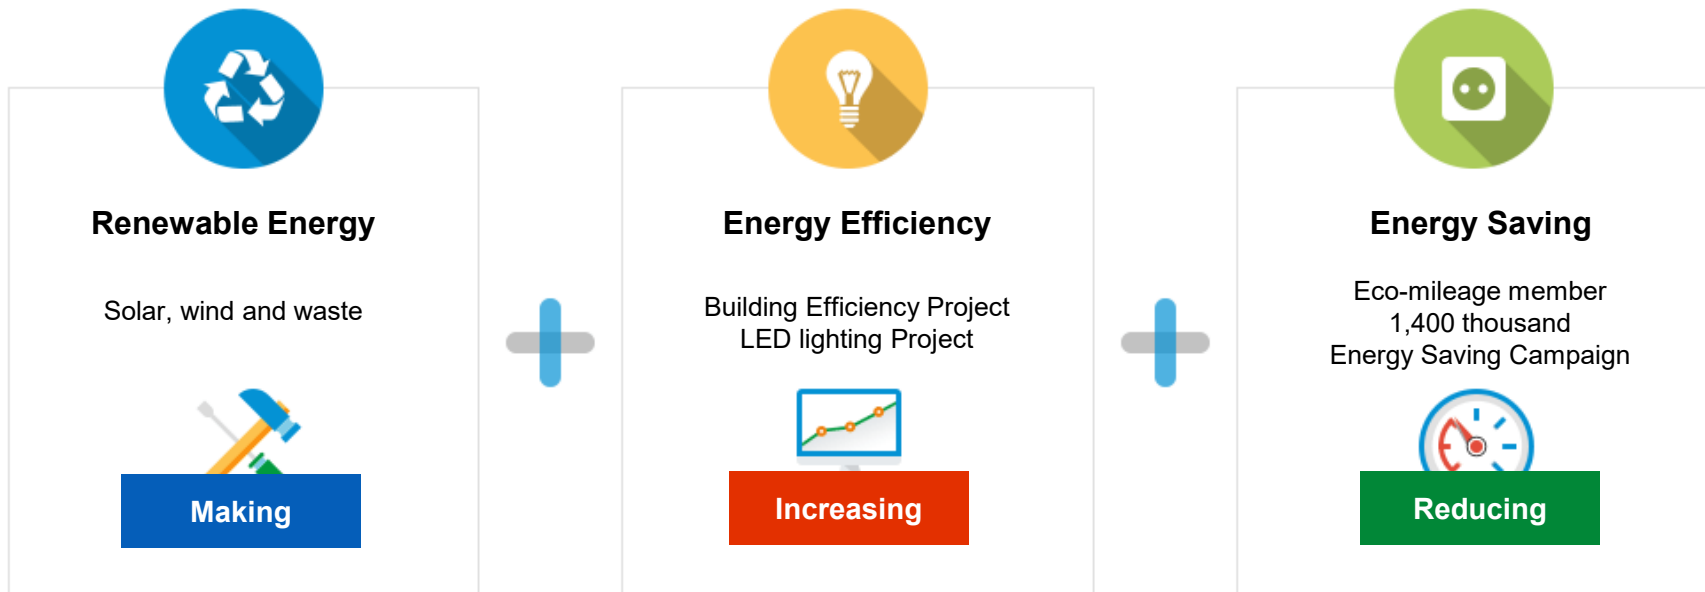 Renewable Energy
Solar, wind and waste
Making
Energy Efficiency
Building Efficiency Project
LED lighting Project
Increasing
Energy Saving
Eco-mileage member
1,400 thousand
Energy Saving Campaign
Reducing